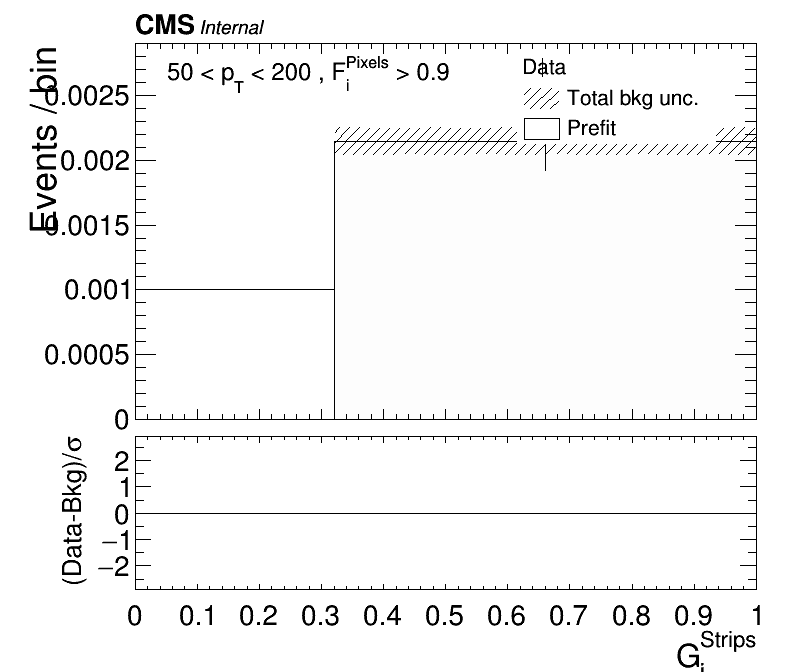 CMS Internal
50 < p_T < 200 , F_i^Pixels > 0.9
Data
Total bkg unc.
Prefit
Events / bin
0.0025
0.002
0.0015
0.001
0.0005
0
(Data-Bkg)/σ
2
1
0
−1
−2
0 0.1 0.2 0.3 0.4 0.5 0.6 0.7 0.8 0.9 1
G_i^Strips